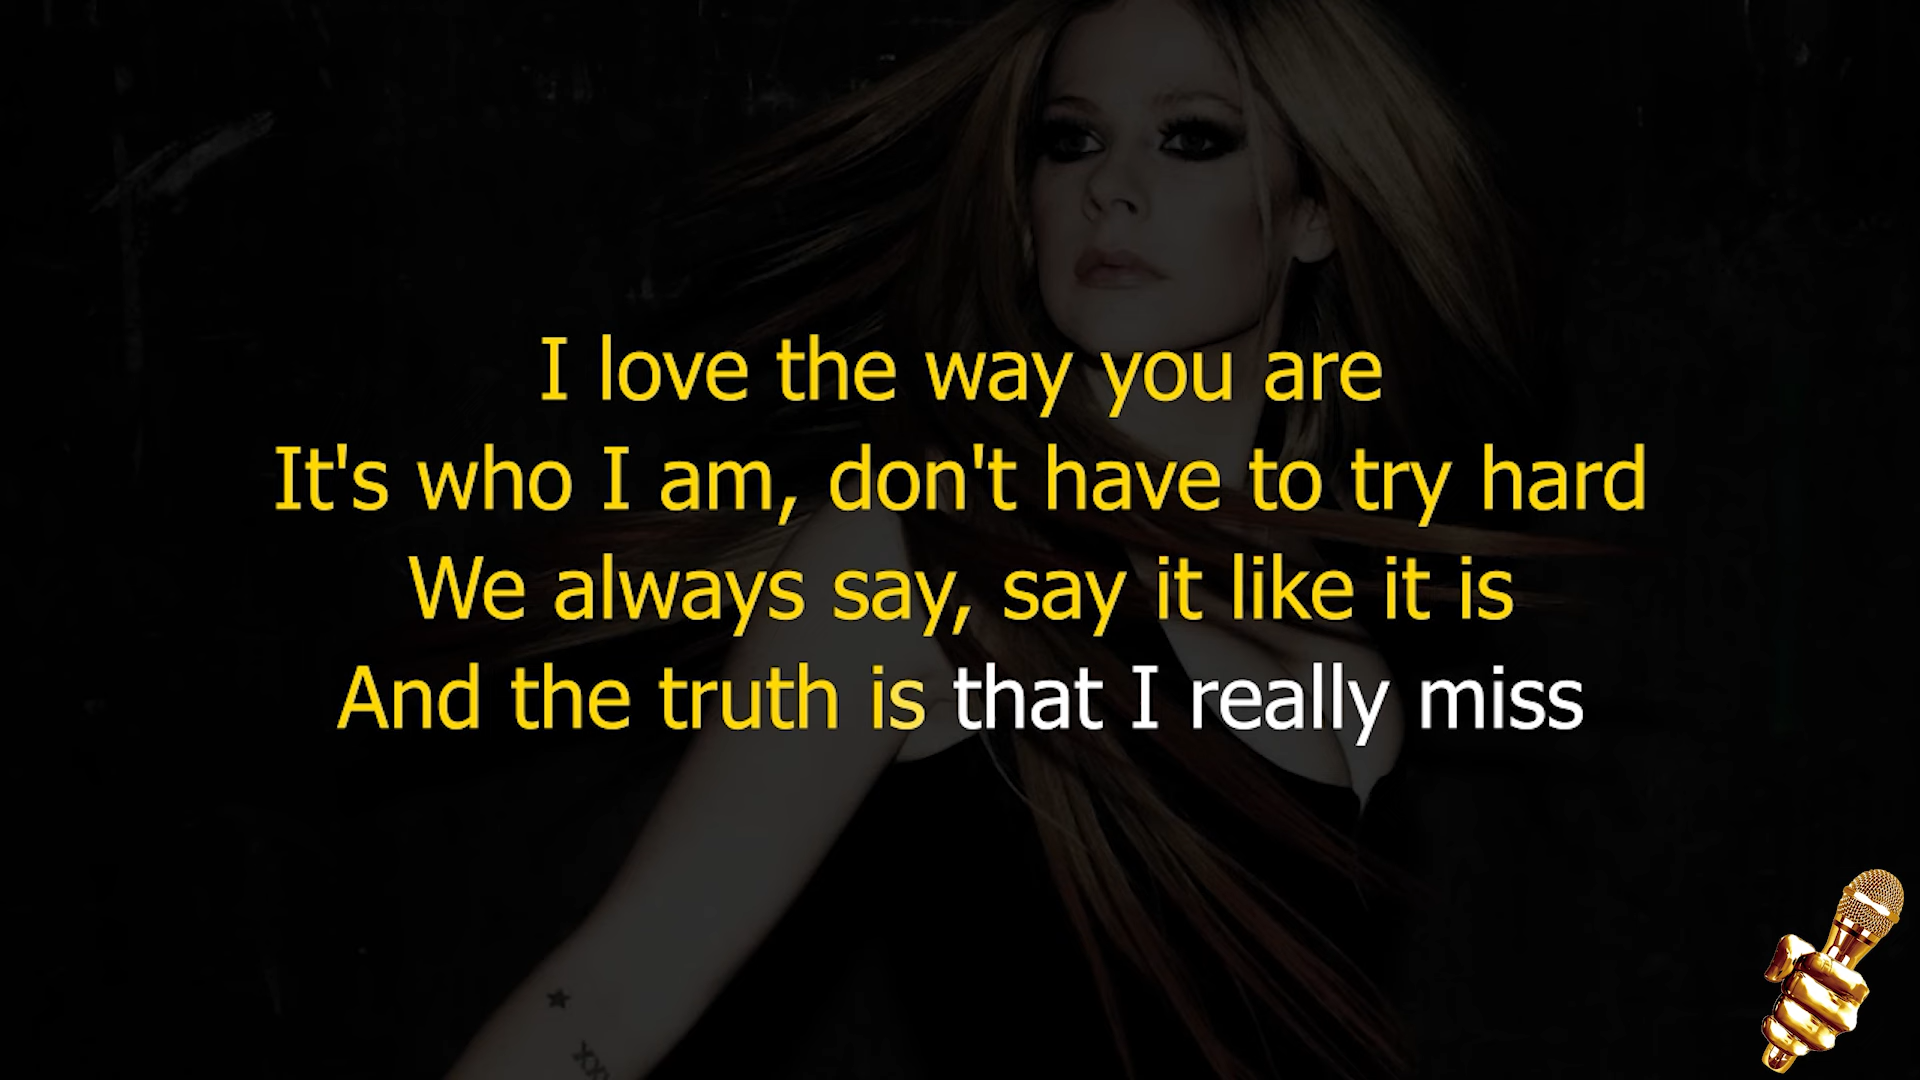 I love the way you are
It's who I am, don't have to try hard
We always say, say it like it is
And the truth is that I really miss